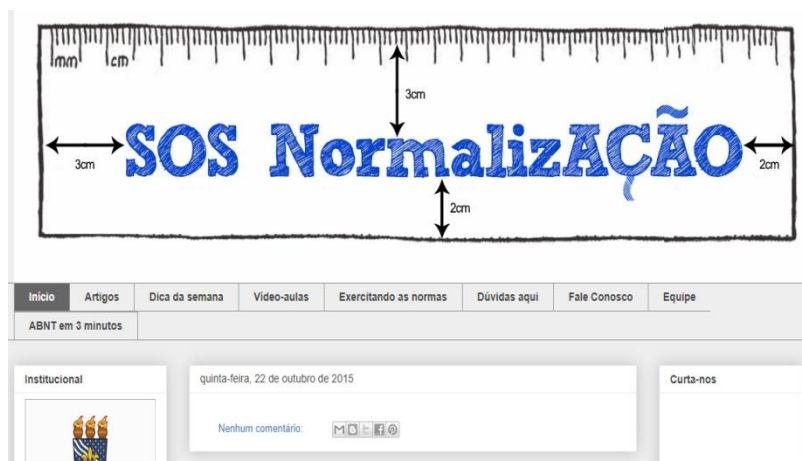 mm cm
3cm
3cm SOS NormalizAÇÃO 2cm
2cm
Início Artigos Dica da semana Vídeo-aulas Exercitando as normas Dúvidas aqui Fale Conosco Equipe
ABNT em 3 minutos
Institucional quinta-feira, 22 de outubro de 2015 Curta-nos
Nenhum comentário: